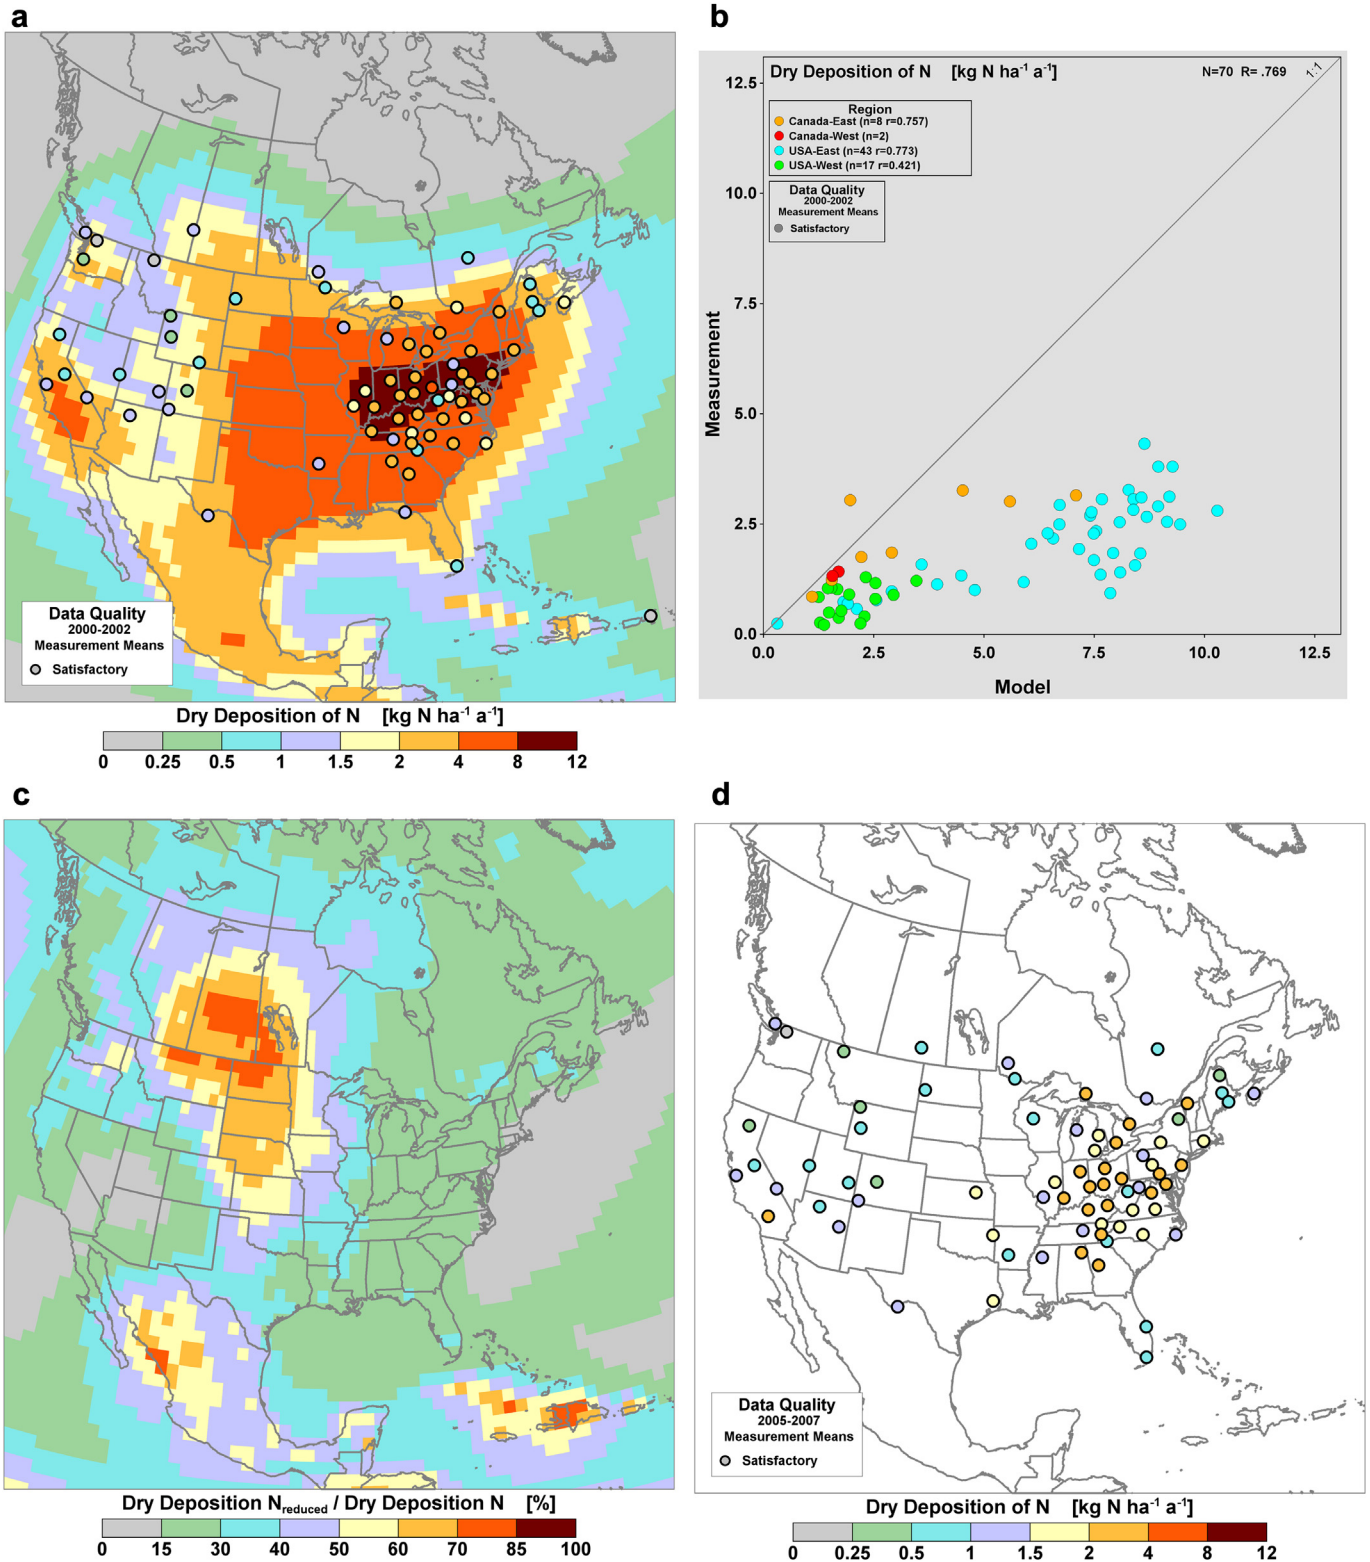 a
Data Quality
2000-2002
Measurement Means
Satisfactory
Dry Deposition of N [kg N ha⁻¹ a⁻¹]
0 0.25 0.5 1 1.5 2 4 8 12
b
Dry Deposition of N [kg N ha⁻¹ a⁻¹]
N=70 R= .769
1:1
Region
Canada-East (n=8 r=0.757)
Canada-West (n=2)
USA-East (n=43 r=0.773)
USA-West (n=17 r=0.421)
Data Quality
2000-2002
Measurement Means
Satisfactory
Measurement
12.5
10.0
7.5
5.0
2.5
0.0
0.0 2.5 5.0 7.5 10.0 12.5
Model
c
Dry Deposition Nreduced / Dry Deposition N [%]
0 15 30 40 50 60 70 85 100
d
Data Quality
2005-2007
Measurement Means
Satisfactory
Dry Deposition of N [kg N ha⁻¹ a⁻¹]
0 0.25 0.5 1 1.5 2 4 8 12